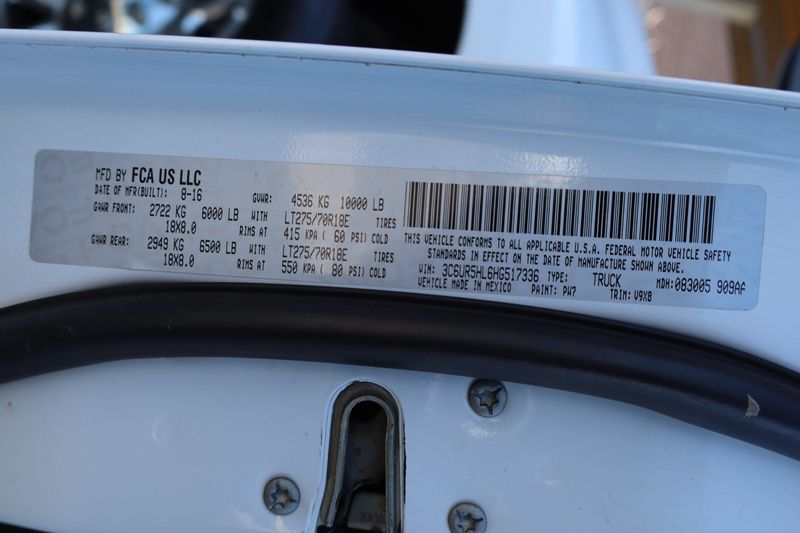 MFD BY FCA US LLC
DATE OF MFR(BUILT): 8-16 GVWR: 4536 KG 10000 LB
GAWR FRONT: 2722 KG 6000 LB WITH LT275/70R18E TIRES
18X8.0 RIMS AT 415 KPA ( 60 PSI) COLD
GAWR REAR: 2949 KG 6500 LB WITH LT275/70R18E TIRES
18X8.0 RIMS AT 550 KPA ( 80 PSI) COLD
THIS VEHICLE CONFORMS TO ALL APPLICABLE U.S.A. FEDERAL MOTOR VEHICLE SAFETY
STANDARDS IN EFFECT ON THE DATE OF MANUFACTURE SHOWN ABOVE.
VIN: 3C6UR5HL6HG517336 TYPE: TRUCK MDH:083005 909AA
VEHICLE MADE IN MEXICO PAINT: PW7 TRIM: V9X8